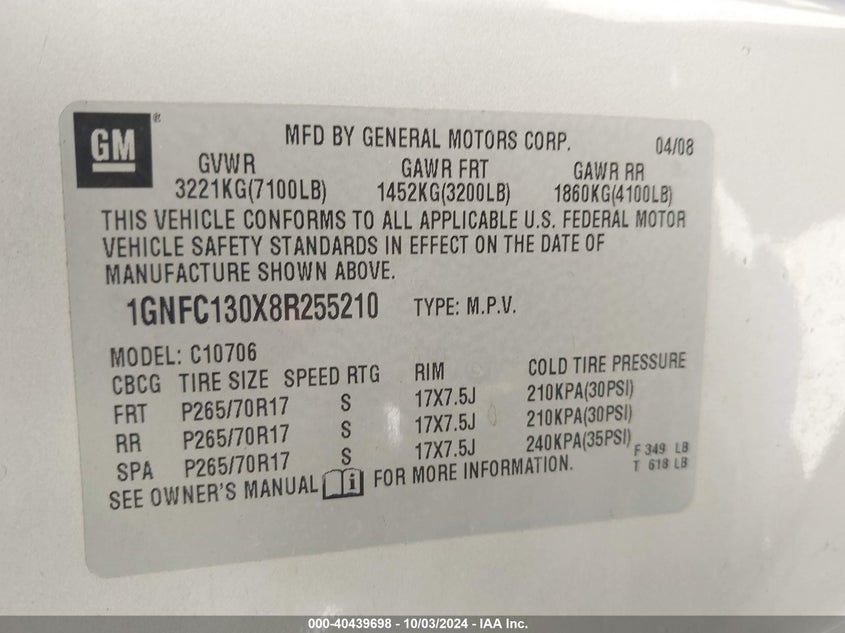 GM ®
MFD BY GENERAL MOTORS CORP. 04/08
GVWR GAWR FRT GAWR RR
3221KG(7100LB) 1452KG(3200LB) 1860KG(4100LB)
THIS VEHICLE CONFORMS TO ALL APPLICABLE U.S. FEDERAL MOTOR
VEHICLE SAFETY STANDARDS IN EFFECT ON THE DATE OF
MANUFACTURE SHOWN ABOVE.
1GNFC130X8R255210 TYPE: M.P.V.
MODEL: C10706
CBCG TIRE SIZE SPEED RTG RIM COLD TIRE PRESSURE
FRT P265/70R17 S 17X7.5J 210KPA(30PSI)
RR P265/70R17 S 17X7.5J 210KPA(30PSI)
SPA P265/70R17 S 17X7.5J 240KPA(35PSI)
F 349 LB
T 618 LB
SEE OWNER'S MANUAL i FOR MORE INFORMATION.
000-40439698 - 10/03/2024 - IAA Inc.